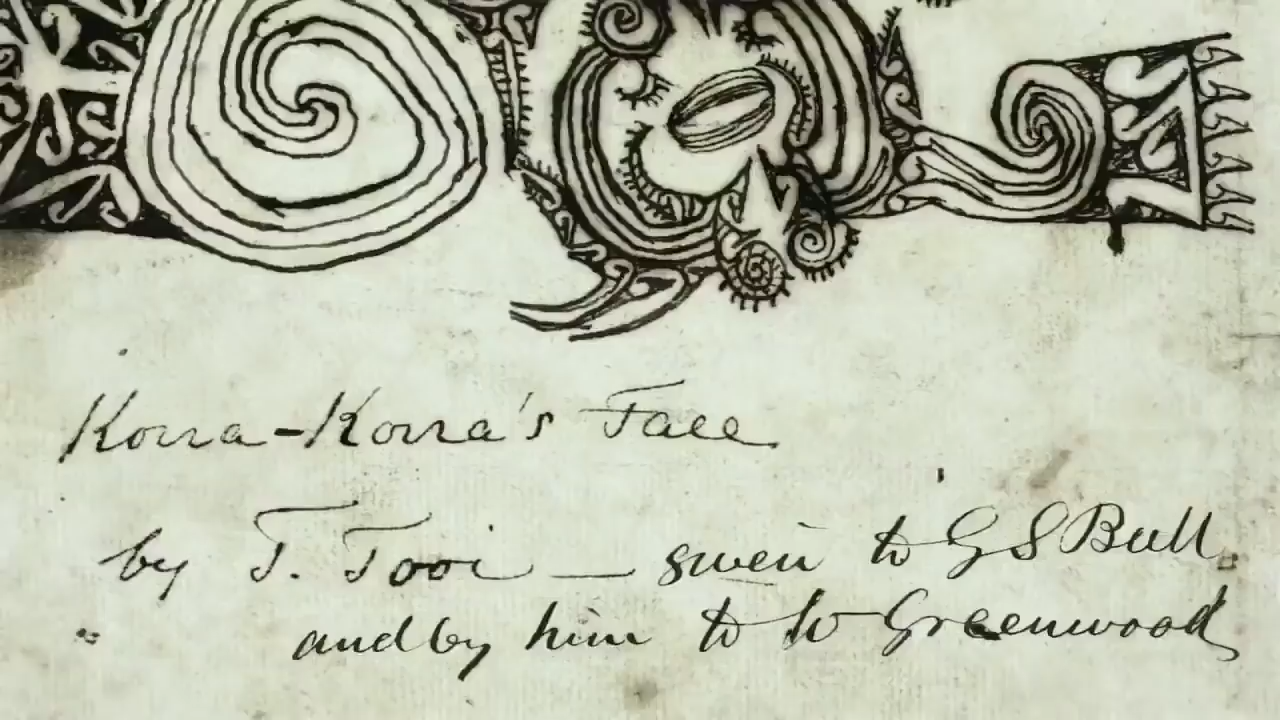 Korra-Korra's Face
by T. Tooi — given to G S Bull
and by him to W Greenwood